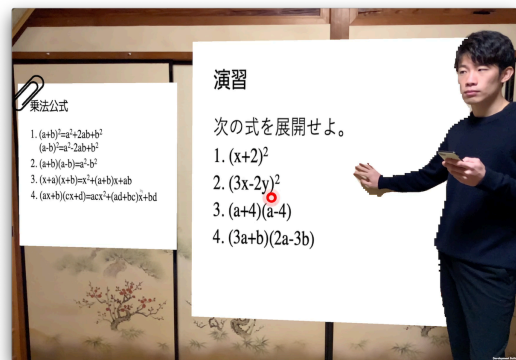 乗法公式
1. (a+b)²=a²+2ab+b²
(a-b)²=a²-2ab+b²
2. (a+b)(a-b)=a²-b²
3. (x+a)(x+b)=x²+(a+b)x+ab
4. (ax+b)(cx+d)=acx²+(ad+bc)x+bd
演習
次の式を展開せよ。
1. (x+2)²
2. (3x-2y)²
3. (a+4)(a-4)
4. (3a+b)(2a-3b)